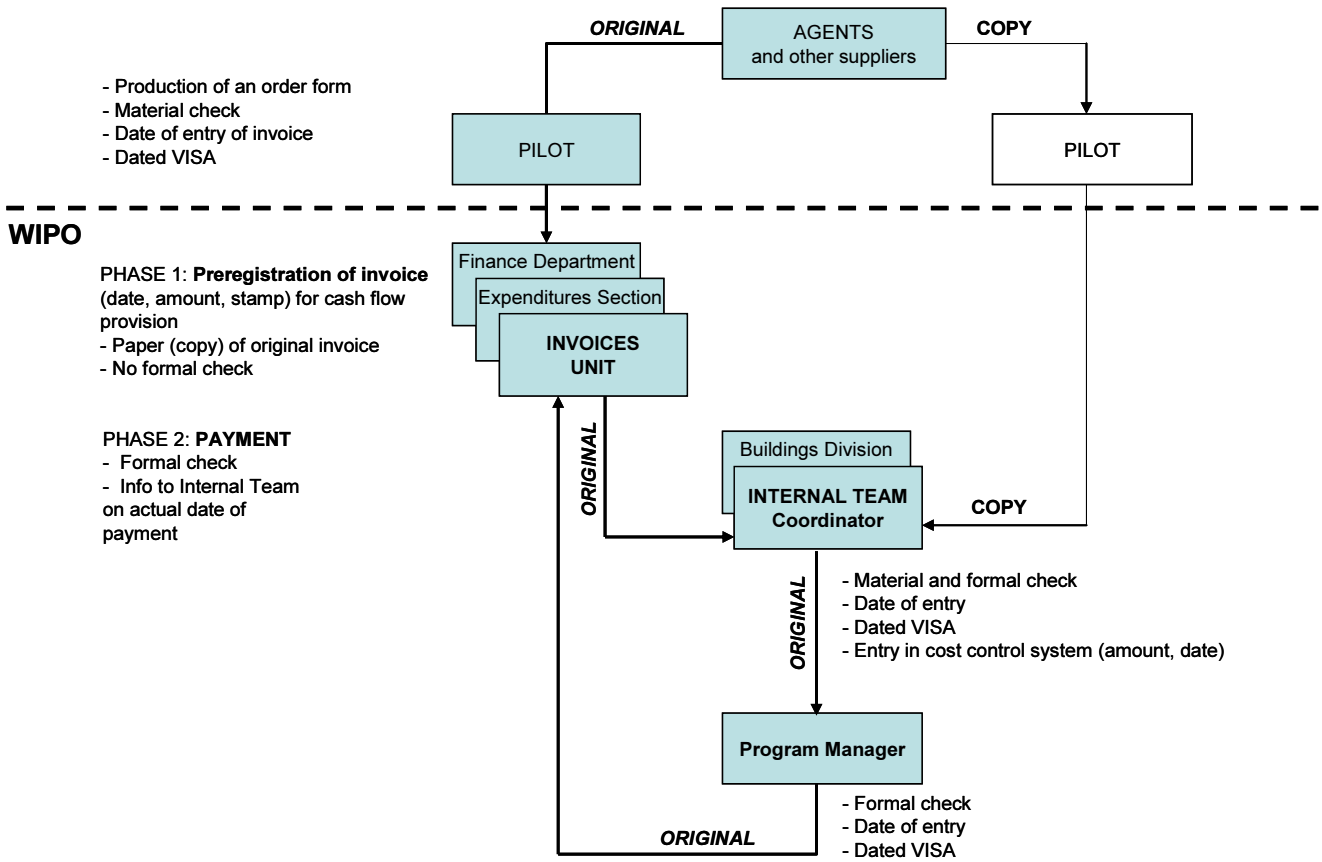 ORIGINAL
AGENTS
and other suppliers
COPY
- Production of an order form
- Material check
- Date of entry of invoice
- Dated VISA
PILOT
PILOT
WIPO
PHASE 1: Preregistration of invoice
(date, amount, stamp) for cash flow
provision
- Paper (copy) of original invoice
- No formal check
Finance Department
Expenditures Section
INVOICES
UNIT
PHASE 2: PAYMENT
- Formal check
- Info to Internal Team
on actual date of
payment
ORIGINAL
Buildings Division
INTERNAL TEAM
Coordinator
COPY
ORIGINAL
- Material and formal check
- Date of entry
- Dated VISA
- Entry in cost control system (amount, date)
Program Manager
- Formal check
- Date of entry
- Dated VISA
ORIGINAL